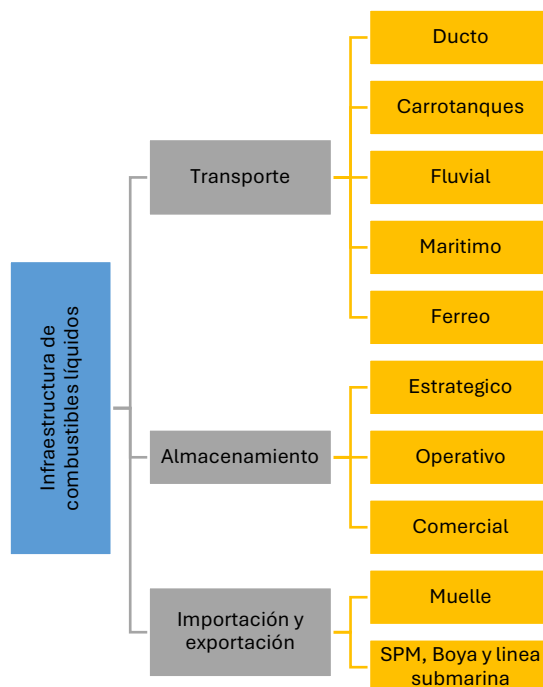 Infraestructura de
combustibles líquidos
Transporte
Ducto
Carrotanques
Fluvial
Maritimo
Ferreo
Almacenamiento
Estrategico
Operativo
Comercial
Importación y
exportación
Muelle
SPM, Boya y linea
submarina